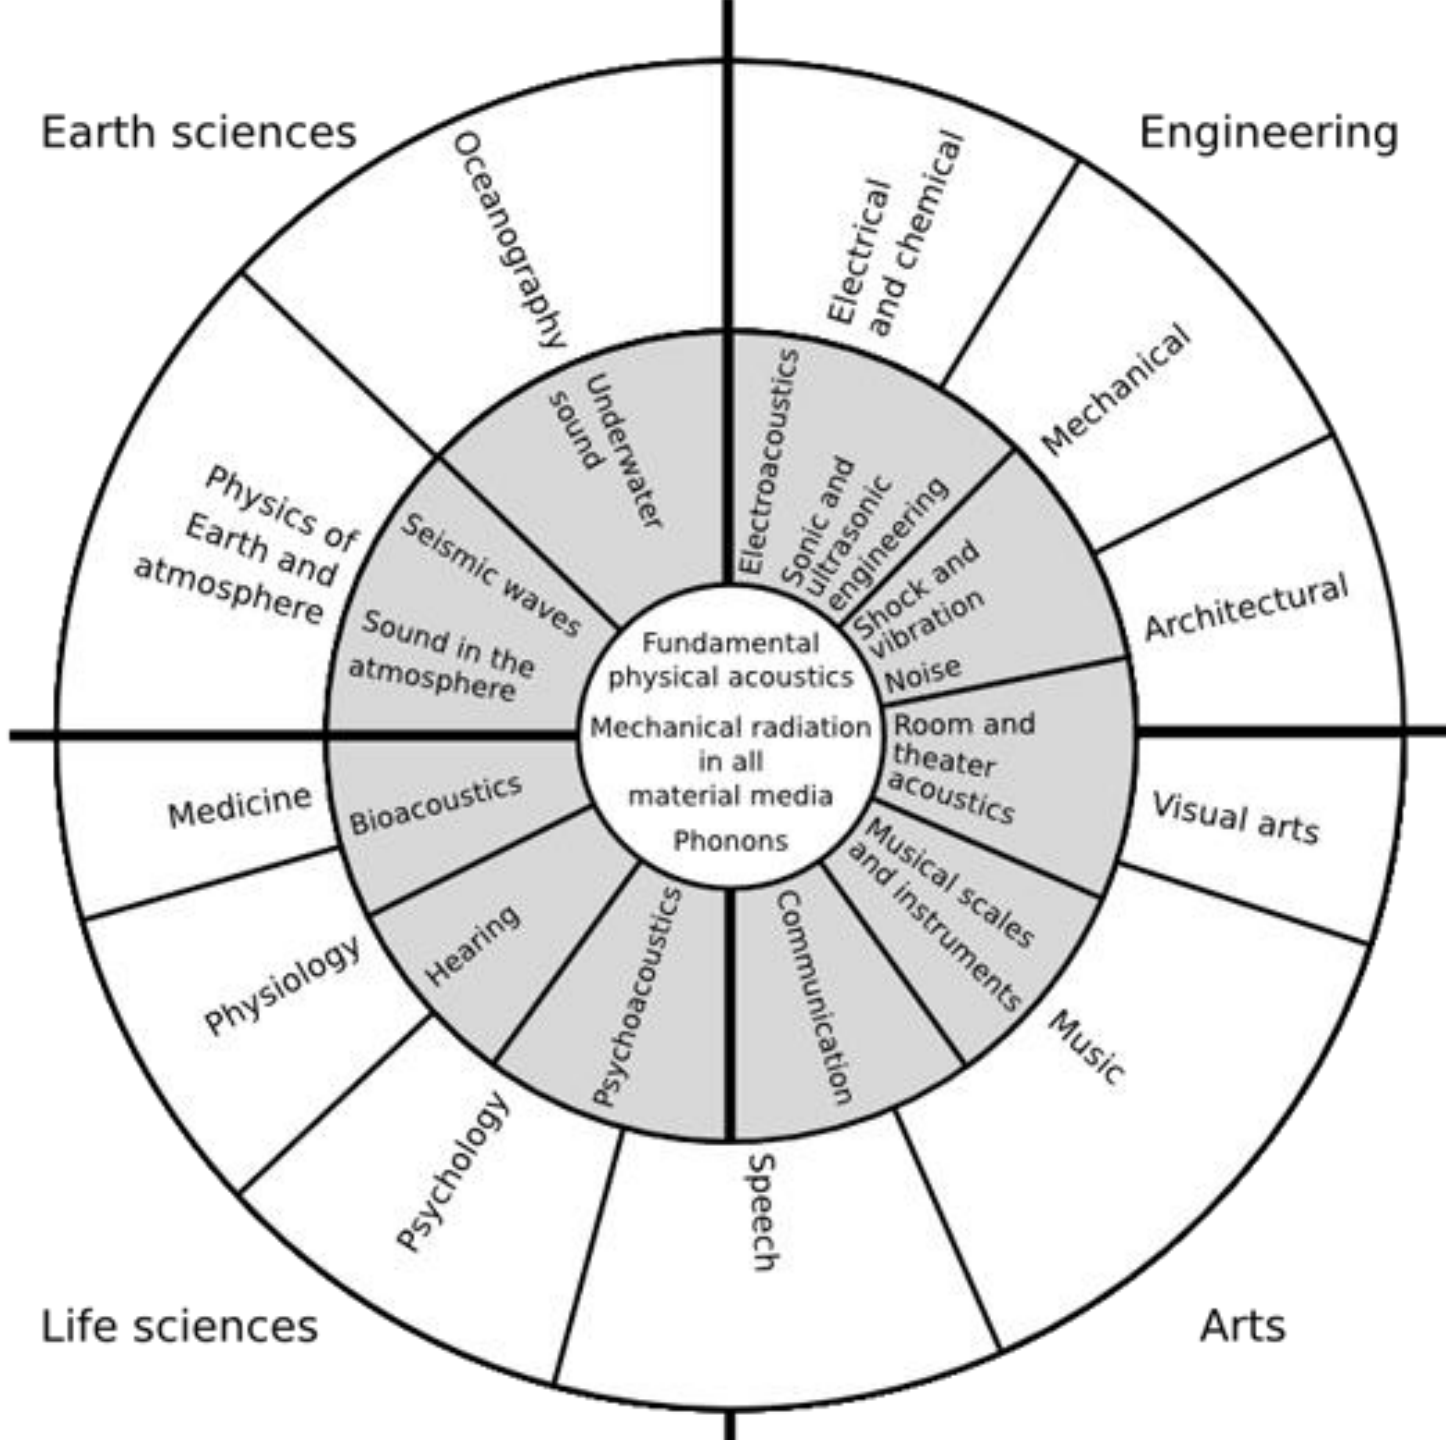 Earth sciences
Engineering
Oceanography
Electrical
and chemical
Mechanical
Architectural
Physics of
Earth and
atmosphere
Underwater
sound
Electroacoustics
Sonic and
ultrasonic
engineering
Seismic waves
Sound in the
atmosphere
Shock and
vibration
Noise
Fundamental
physical acoustics
Mechanical radiation
in all
material media
Phonons
Room and
theater
acoustics
Medicine
Bioacoustics
Visual arts
Musical scales
and instruments
Physiology
Hearing
Psychoacoustics
Communication
Music
Psychology
Speech
Life sciences
Arts